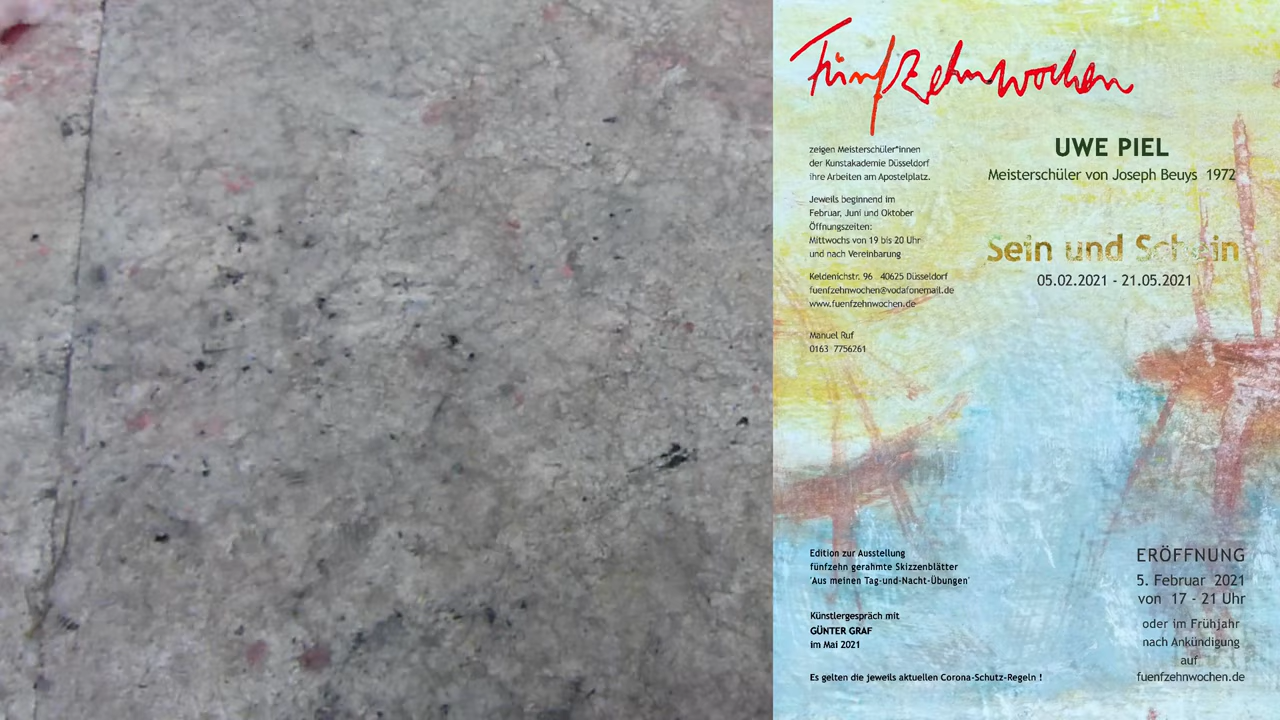 Fünfzehnwochen
zeigen Meisterschüler*innen
der Kunstakademie Düsseldorf
ihre Arbeiten am Apostelplatz.
Jeweils beginnend im
Februar, Juni und Oktober
Öffnungszeiten:
Mittwochs von 19 bis 20 Uhr
und nach Vereinbarung
Keldenichstr. 96 40625 Düsseldorf
fuenfzehnwochen@vodafonemail.de
www.fuenfzehnwochen.de
Manuel Ruf
0163 7756261
UWE PIEL
Meisterschüler von Joseph Beuys 1972
Sein und Schein
05.02.2021 - 21.05.2021
Edition zur Ausstellung
fünfzehn gerahmte Skizzenblätter
'Aus meinen Tag-und-Nacht-Übungen'
Künstlergespräch mit
GÜNTER GRAF
im Mai 2021
Es gelten die jeweils aktuellen Corona-Schutz-Regeln !
ERÖFFNUNG
5. Februar 2021
von 17 - 21 Uhr
oder im Frühjahr
nach Ankündigung
auf
fuenfzehnwochen.de